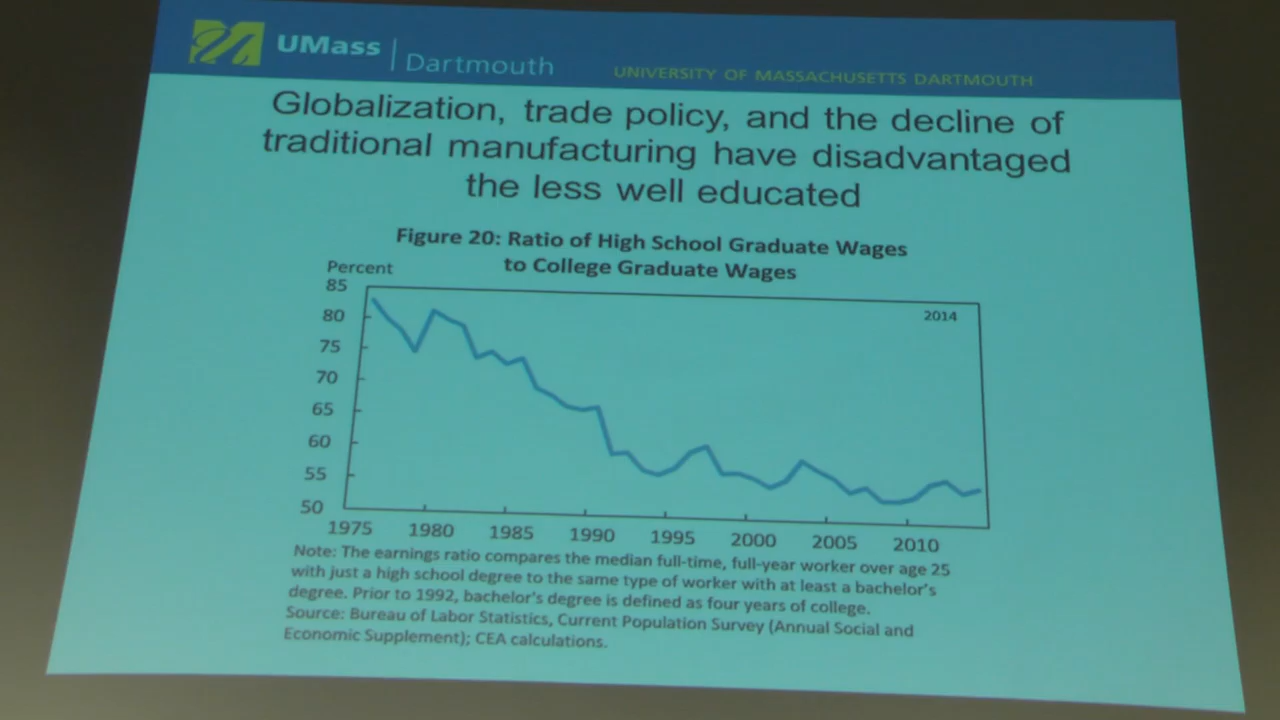 UMass | Dartmouth
UNIVERSITY OF MASSACHUSETTS DARTMOUTH
Globalization, trade policy, and the decline of
traditional manufacturing have disadvantaged
the less well educated
Figure 20: Ratio of High School Graduate Wages
to College Graduate Wages
Percent
85
80
75
70
65
60
55
50
2014
1975 1980 1985 1990 1995 2000 2005 2010
Note: The earnings ratio compares the median full-time, full-year worker over age 25
with just a high school degree to the same type of worker with at least a bachelor's
degree. Prior to 1992, bachelor's degree is defined as four years of college.
Source: Bureau of Labor Statistics, Current Population Survey (Annual Social and
Economic Supplement); CEA calculations.